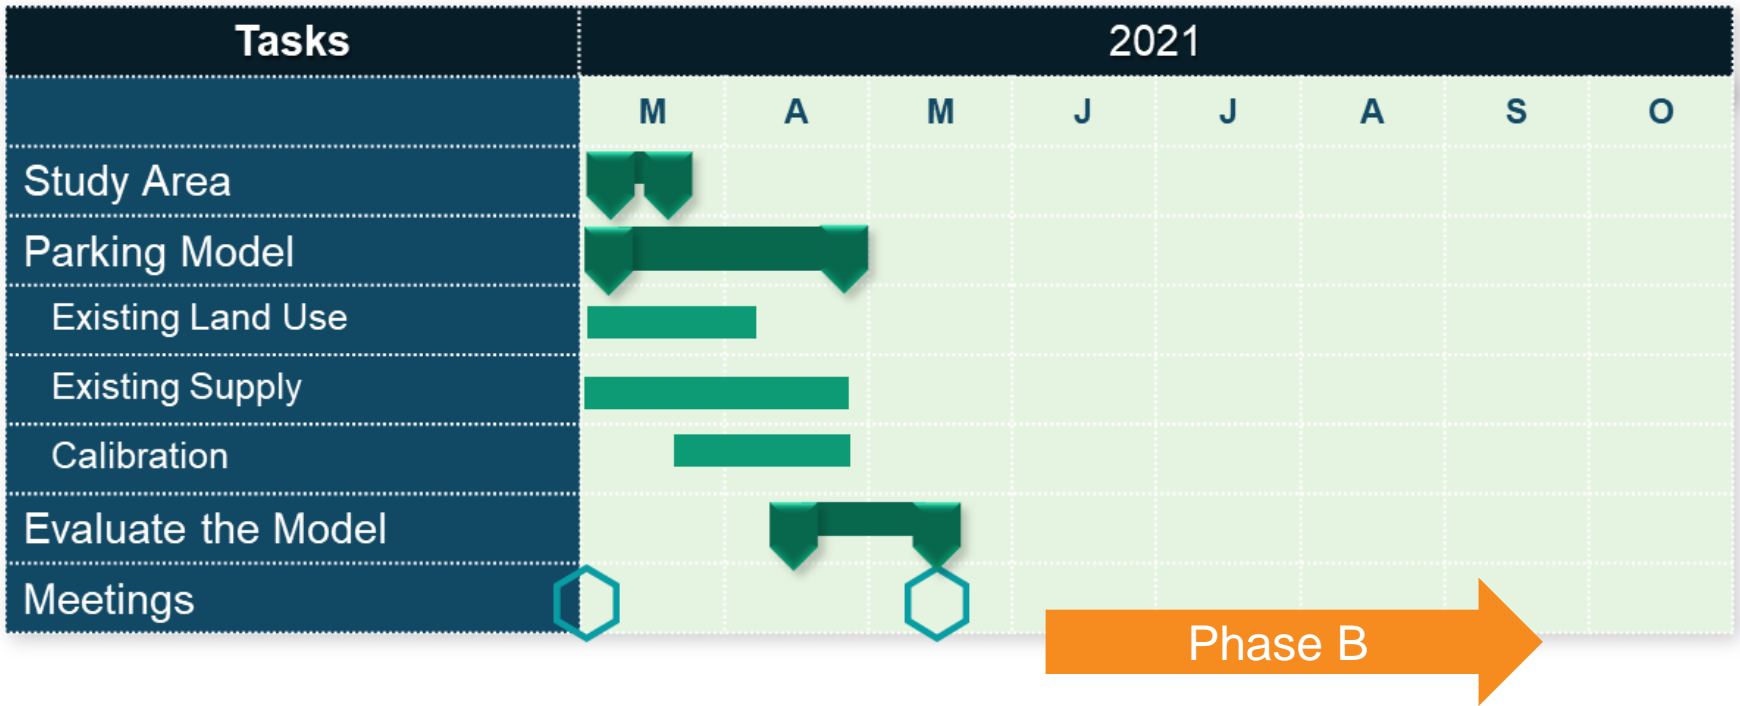 Tasks 2021
M A M J J A S O
Study Area
Parking Model
Existing Land Use
Existing Supply
Calibration
Evaluate the Model
Meetings
Phase B